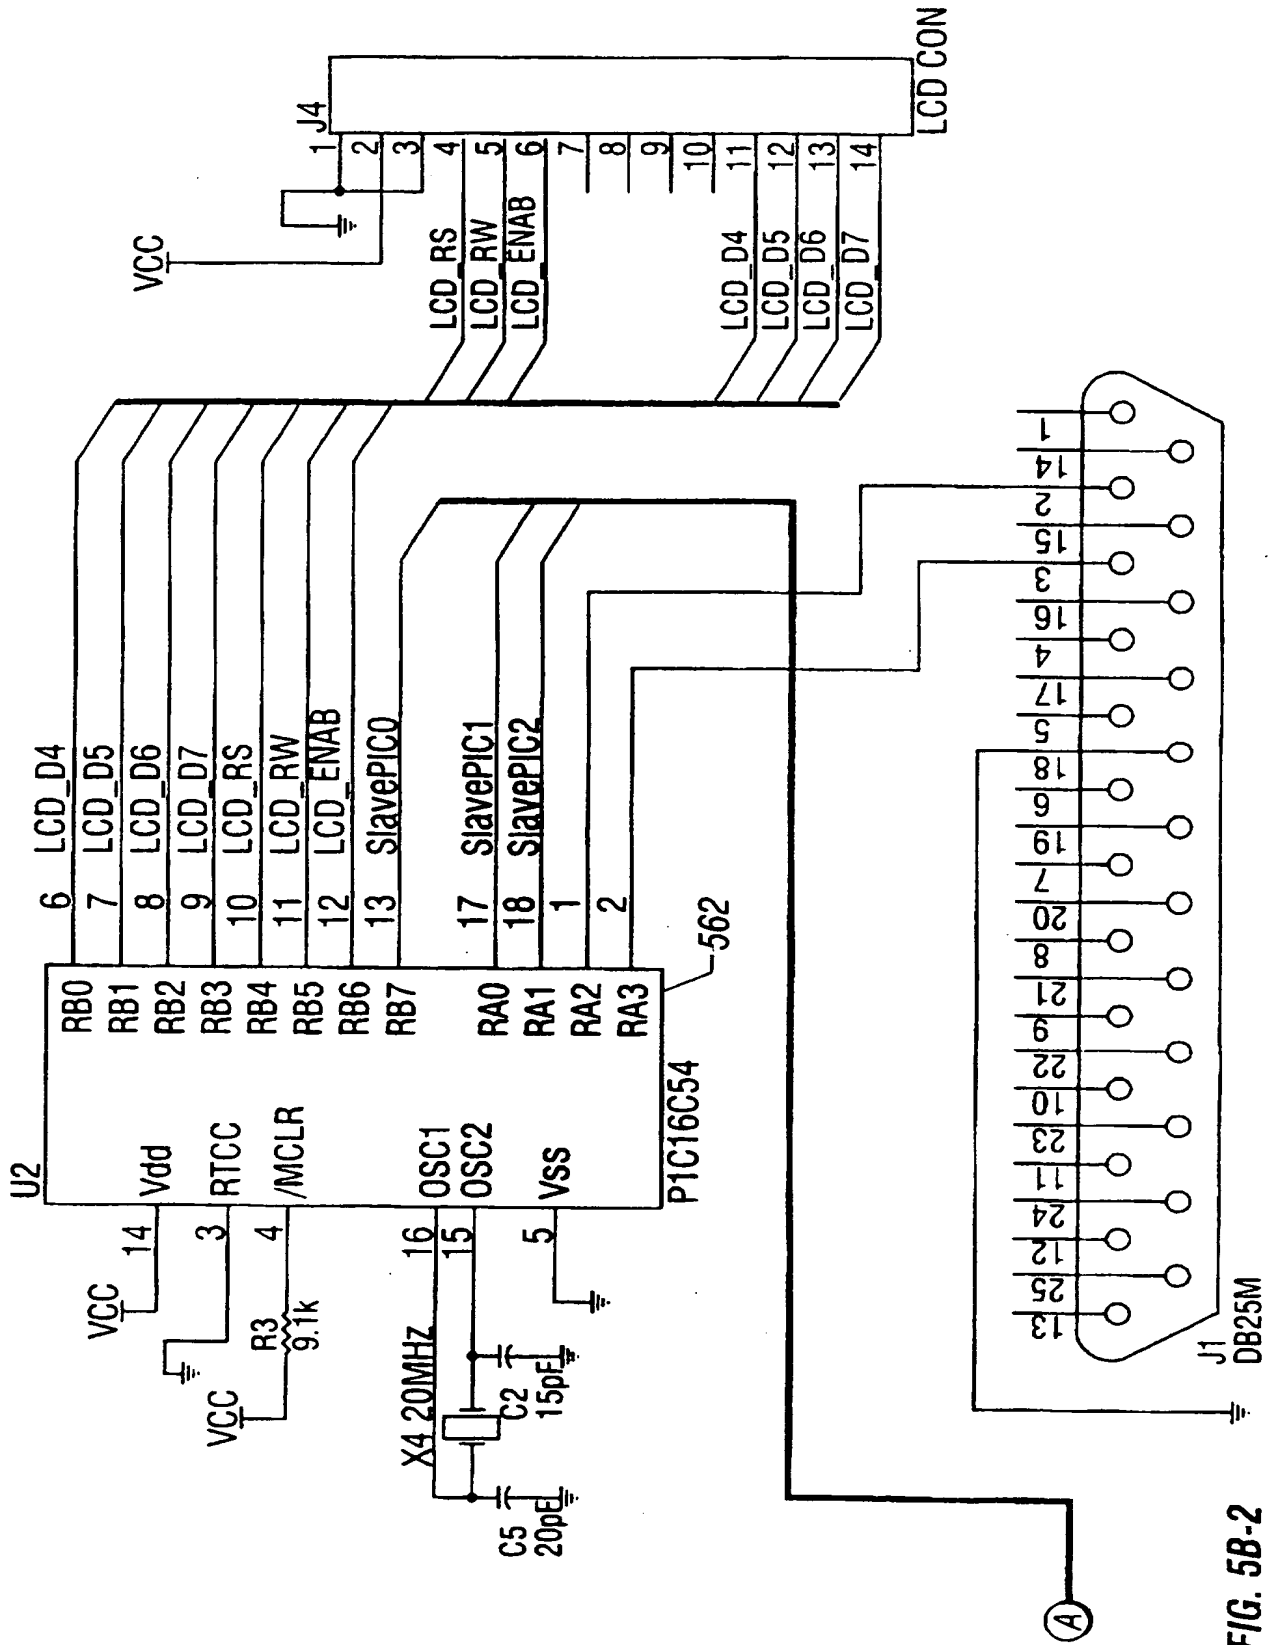 U2
P1C16C54
562
VCC
14 Vdd
3 RTCC
VCC
R3
9.1k
4 /MCLR
X4 20MHz
16 OSC1
15 OSC2
C5
20pF
C2
15pF
5 VSS
RB0 6 LCD_D4
RB1 7 LCD_D5
RB2 8 LCD_D6
RB3 9 LCD_D7
RB4 10 LCD_RS
RB5 11 LCD_RW
RB6 12 LCD_ENAB
RB7 13 SlavePIC0
RA0 17 SlavePIC1
RA1 18 SlavePIC2
RA2 1
RA3 2
VCC
J4
1
2
3
LCD_RS 4
LCD_RW 5
LCD_ENAB 6
7
8
9
10
LCD_D4 11
LCD_D5 12
LCD_D6 13
LCD_D7 14
LCD CON
1
14
2
15
3
16
4
17
5
18
6
19
7
20
8
21
9
22
10
23
11
24
12
25
13
J1
DB25M
A
FIG. 5B-2